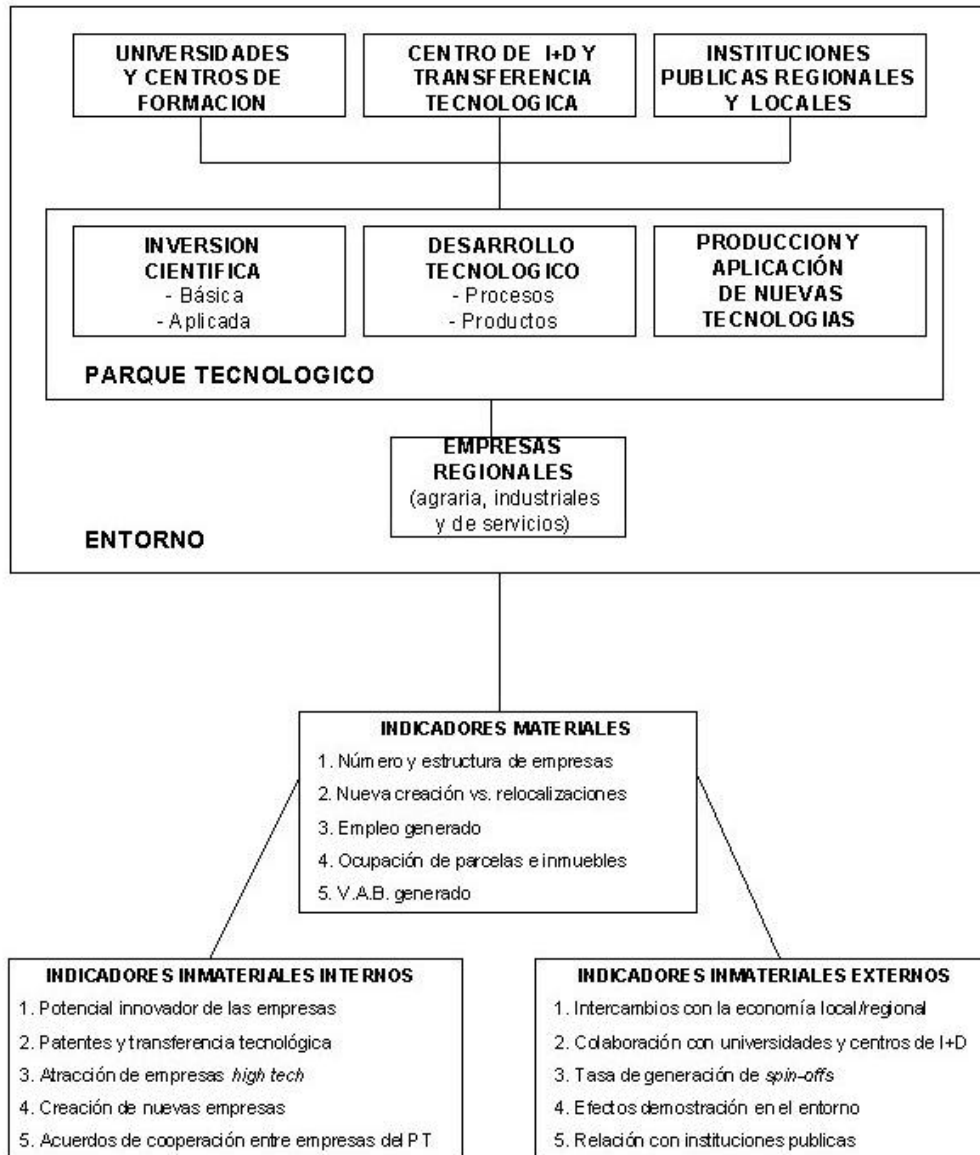 UNIVERSIDADES
Y CENTROS DE
FORMACION
CENTRO DE I+D Y
TRANSFERENCIA
TECNOLOGICA
INSTITUCIONES
PUBLICAS REGIONALES
Y LOCALES
INVERSION
CIENTIFICA
- Básica
- Aplicada
DESARROLLO
TECNOLOGICO
- Procesos
- Productos
PRODUCCION Y
APLICACIÓN
DE NUEVAS
TECNOLOGIAS
PARQUE TECNOLOGICO
EMPRESAS
REGIONALES
(agraria, industriales
y de servicios)
ENTORNO
INDICADORES MATERIALES
1. Número y estructura de empresas
2. Nueva creación vs. relocalizaciones
3. Empleo generado
4. Ocupación de parcelas e inmuebles
5. V.A.B. generado
INDICADORES INMATERIALES INTERNOS
1. Potencial innovador de las empresas
2. Patentes y transferencia tecnológica
3. Atracción de empresas high tech
4. Creación de nuevas empresas
5. Acuerdos de cooperación entre empresas del PT
INDICADORES INMATERIALES EXTERNOS
1. Intercambios con la economía local/regional
2. Colaboración con universidades y centros de I+D
3. Tasa de generación de spin-offs
4. Efectos demostración en el entorno
5. Relación con instituciones publicas